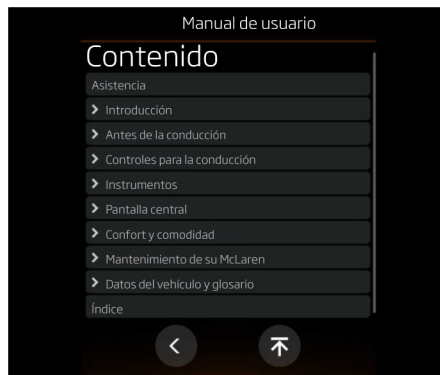 Manual de usuario
Contenido
Asistencia
Introducción
Antes de la conducción
Controles para la conducción
Instrumentos
Pantalla central
Confort y comodidad
Mantenimiento de su McLaren
Datos del vehículo y glosario
Índice